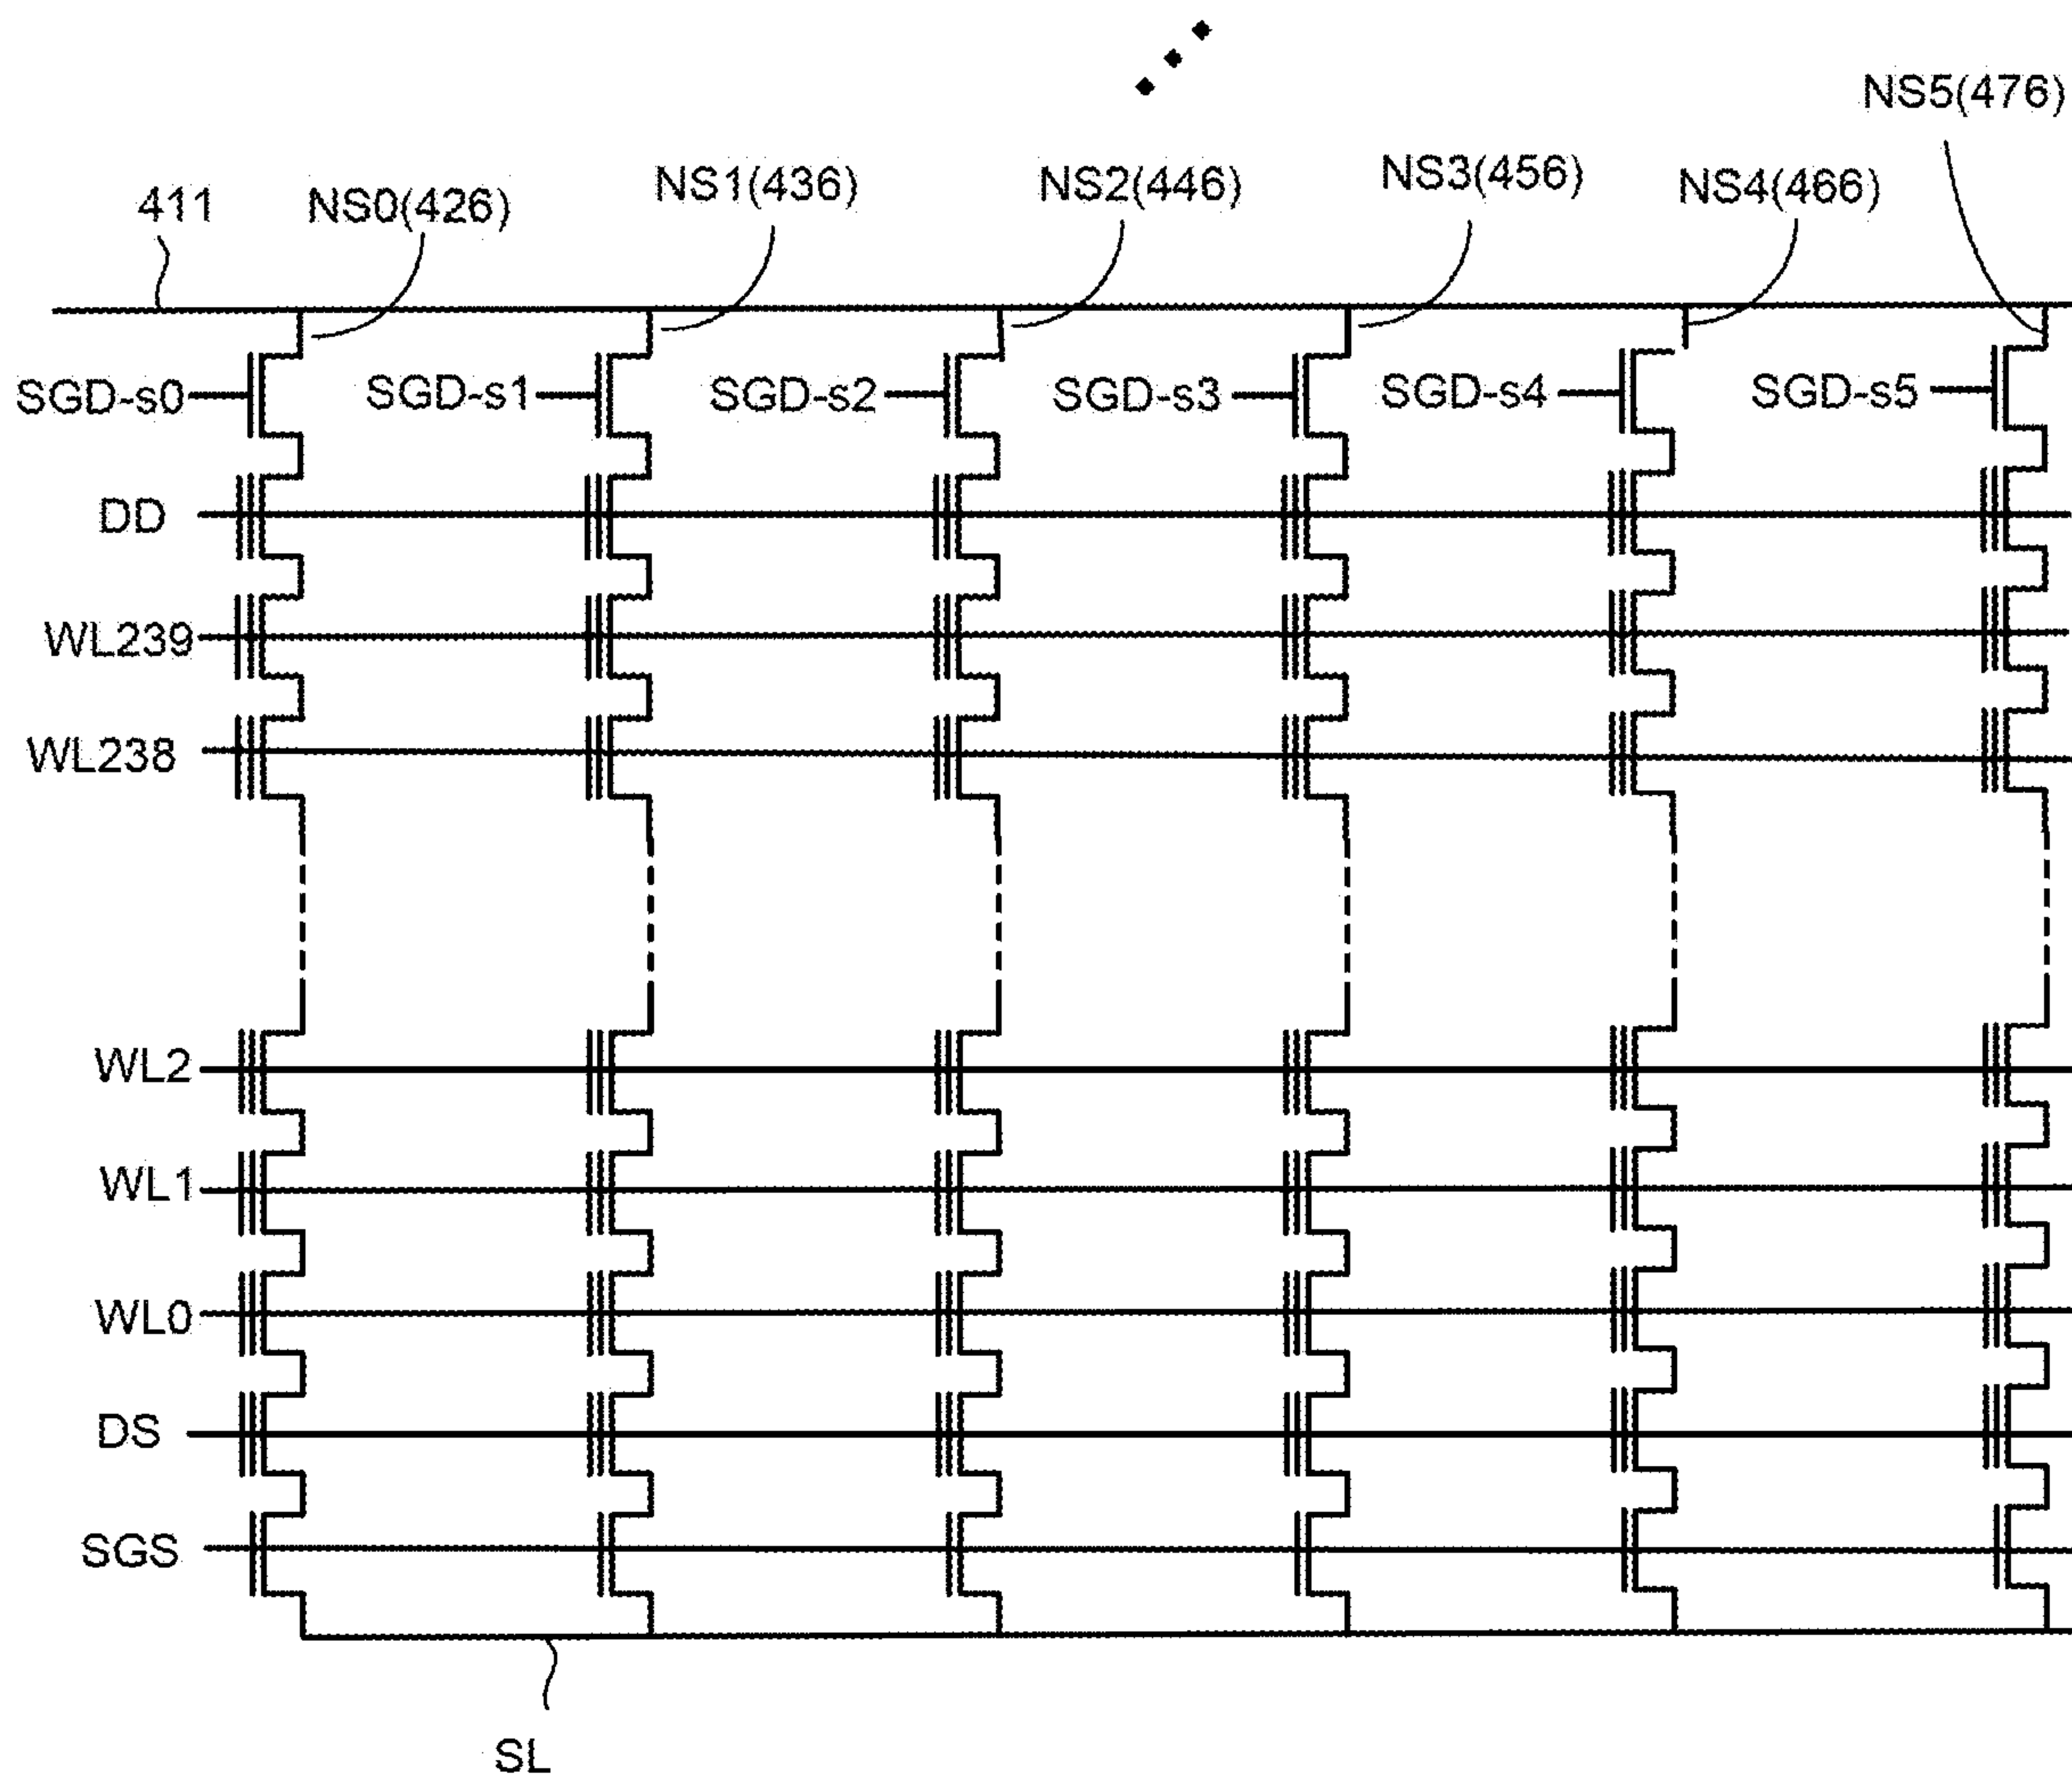 NS5(476)
NS3(456)
NS1(436)
NS2(446)
NS4(466)
411
NS0(426)
SGD-s0
SGD-s1
SGD-s2
SGD-s3
SGD-s4
SGD-s5
DD
WL239
WL238
WL2
WL1
WL0
DS
SGS
SL